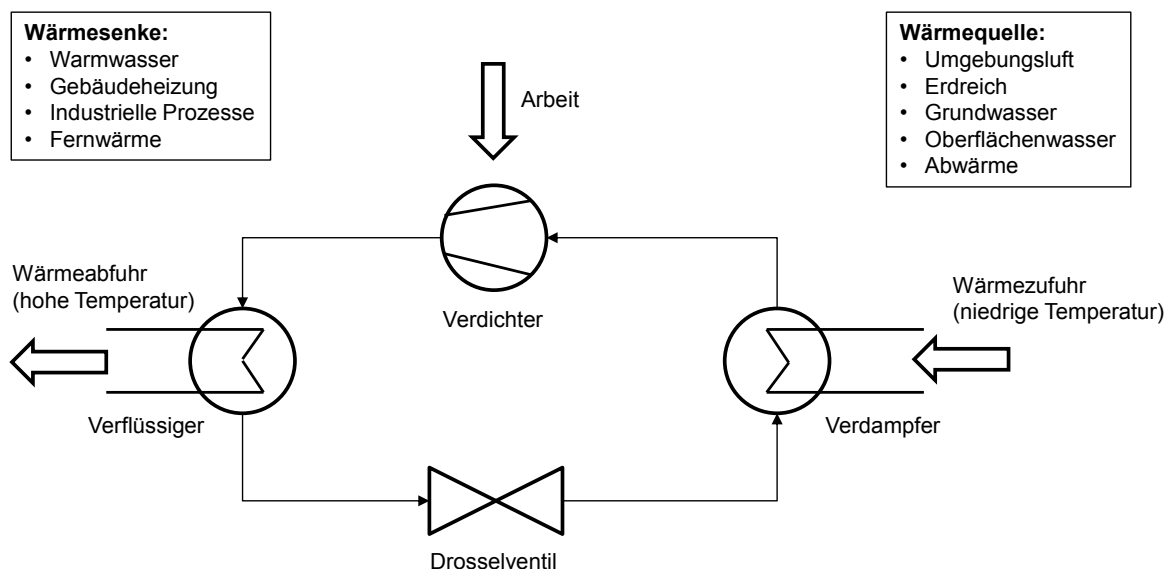 Wärmesenke:
• Warmwasser
• Gebäudeheizung
• Industrielle Prozesse
• Fernwärme
Arbeit
Wärmequelle:
• Umgebungsluft
• Erdreich
• Grundwasser
• Oberflächenwasser
• Abwärme
Wärmeabfuhr
(hohe Temperatur)
Verdichter
Wärmezufuhr
(niedrige Temperatur)
Verflüssiger
Verdampfer
Drosselventil